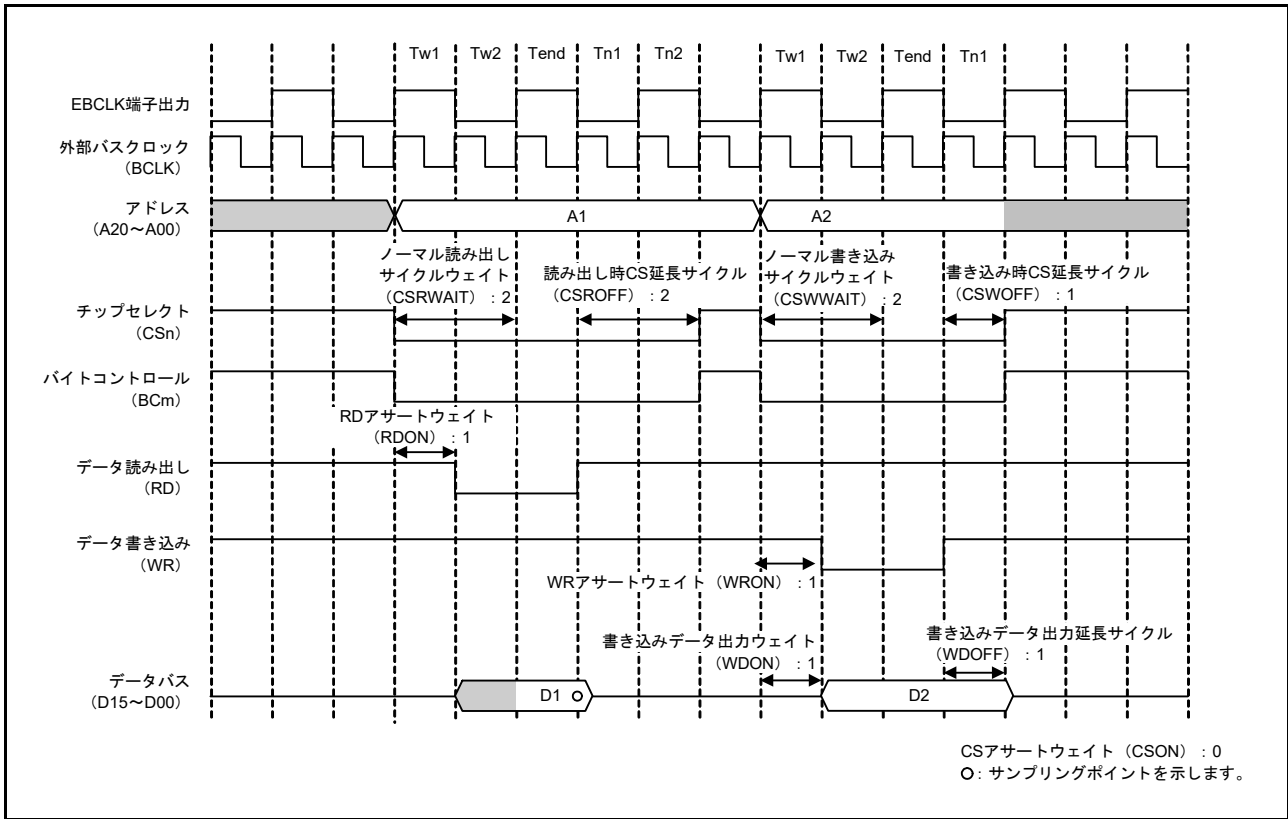 Tw1 Tw2 Tend Tn1 Tn2 Tw1 Tw2 Tend Tn1
EBCLK端子出力
外部バスクロック
（BCLK）
アドレス
（A20～A00）
A1
A2
ノーマル読み出し
サイクルウェイト
（CSRWAIT）：2
読み出し時CS延長サイクル
（CSROFF）：2
ノーマル書き込み
サイクルウェイト
（CSWWAIT）：2
書き込み時CS延長サイクル
（CSWOFF）：1
チップセレクト
（CSn）
バイトコントロール
（BCm）
RDアサートウェイト
（RDON）：1
データ読み出し
（RD）
データ書き込み
（WR）
WRアサートウェイト（WRON）：1
書き込みデータ出力ウェイト
（WDON）：1
書き込みデータ出力延長サイクル
（WDOFF）：1
データバス
（D15～D00）
D1
D2
CSアサートウェイト（CSON）：0
：サンプリングポイントを示します。